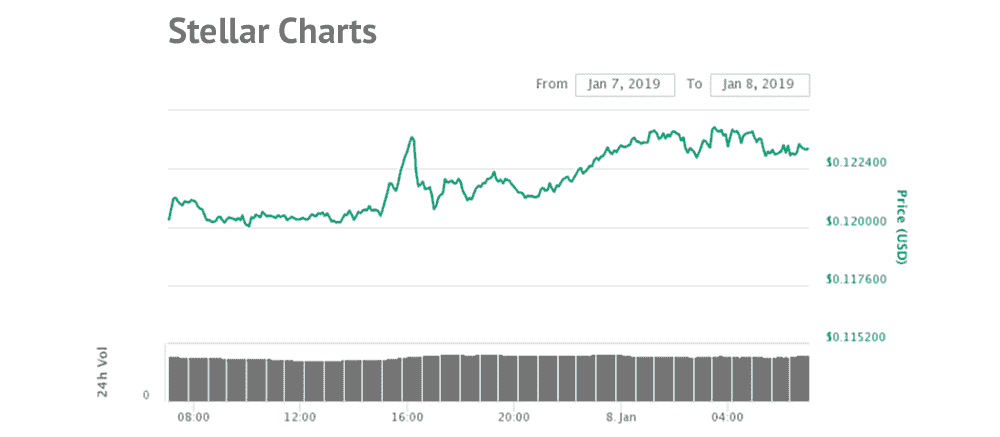 Stellar Charts
From Jan 7, 2019 To Jan 8, 2019
$0.122400
$0.120000
$0.117600
$0.115200
Price (USD)
24h Vol
0
08:00 12:00 16:00 20:00 8. Jan 04:00